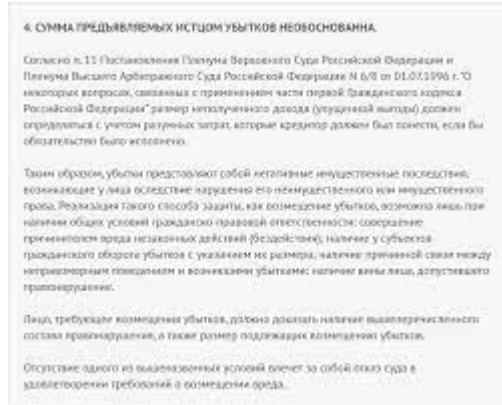 4. СУММА ПРЕДЪЯВЛЯЕМЫХ ИСТЦОМ УБЫТКОВ НЕОБОСНОВАННА.
Согласно п. 11 Постановления Пленума Верховного Суда Российской Федерации и
Пленума Высшего Арбитражного Суда Российской Федерации N 6/8 от 01.07.1996 г. "О
некоторых вопросах, связанных с применением части первой Гражданского кодекса
Российской Федерации" размер неполученного дохода (упущенной выгоды) должен
определяться с учетом разумных затрат, которые кредитор должен был понести, если бы
обязательство было исполнено.
Таким образом, убытки представляют собой негативные имущественные последствия,
возникающие у лица вследствие нарушения его неимущественного или имущественного
права. Реализация такого способа защиты, как возмещение убытков, возможна лишь при
наличии общих условий гражданско-правовой ответственности: совершение
причинителем вреда незаконных действий (бездействия); наличие у субъектов
гражданского оборота убытков с указанием их размера; наличие причинной связи между
неправомерным поведением и возникшими убытками; наличие вины лица, допустившего
правонарушение.
Лицо, требующее возмещения убытков, должно доказать наличие вышеперечисленного
состава правонарушения, а также размер подлежащих возмещению убытков.
Отсутствие одного из вышеназванных условий влечет за собой отказ суда в
удовлетворении требований о возмещении вреда.